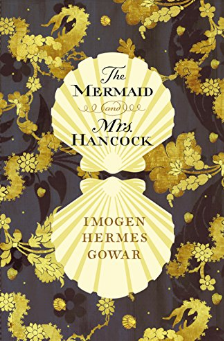 The
MERMAID
and
Mrs
HANCOCK
IMOGEN
HERMES
GOWAR